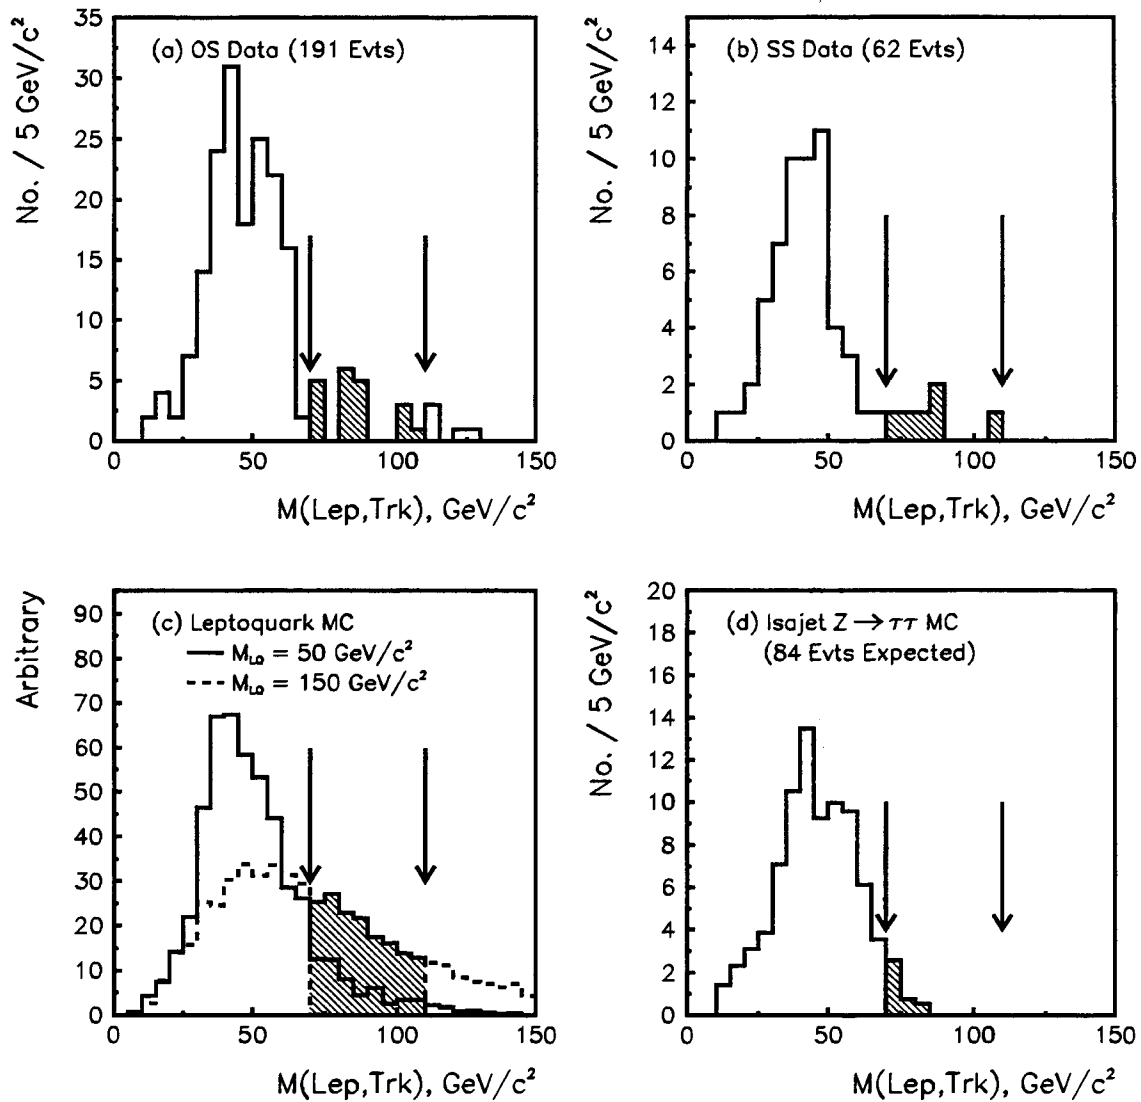 (a) OS Data (191 Evts)
No. / 5 GeV/c²
35
30
25
20
15
10
5
0
0 50 100 150
M(Lep,Trk), GeV/c²
(b) SS Data (62 Evts)
No. / 5 GeV/c²
14
12
10
8
6
4
2
0
0 50 100 150
M(Lep,Trk), GeV/c²
(c) Leptoquark MC
M_LQ = 50 GeV/c²
M_LQ = 150 GeV/c²
Arbitrary
90
80
70
60
50
40
30
20
10
0
0 50 100 150
M(Lep,Trk), GeV/c²
(d) Isajet Z → ττ MC
(84 Evts Expected)
No. / 5 GeV/c²
20
18
16
14
12
10
8
6
4
2
0
0 50 100 150
M(Lep,Trk), GeV/c²